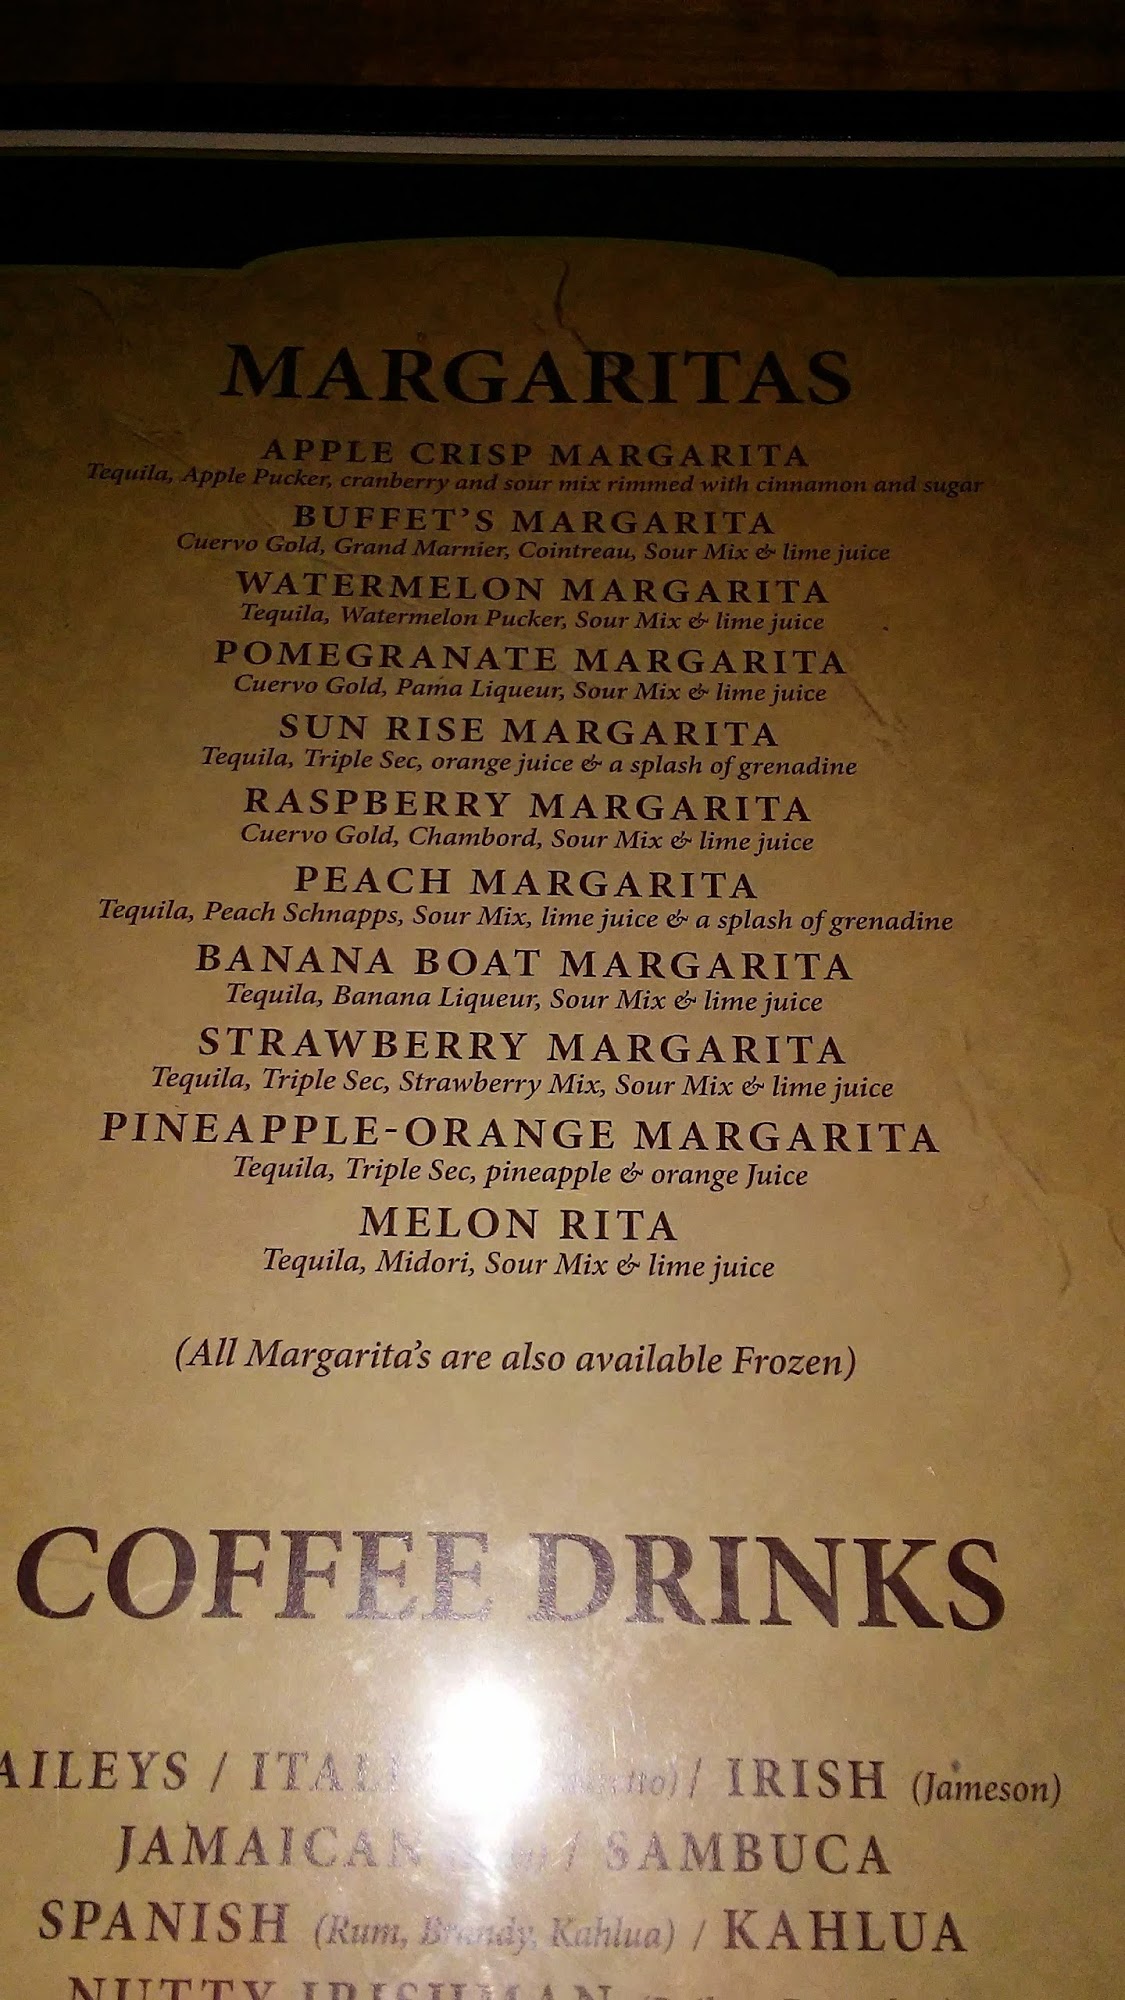 MARGARITAS
APPLE CRISP MARGARITA
Tequila, Apple Pucker, cranberry and sour mix rimmed with cinnamon and sugar
BUFFET'S MARGARITA
Cuervo Gold, Grand Marnier, Cointreau, Sour Mix & lime juice
WATERMELON MARGARITA
Tequila, Watermelon Pucker, Sour Mix & lime juice
POMEGRANATE MARGARITA
Cuervo Gold, Pama Liqueur, Sour Mix & lime juice
SUN RISE MARGARITA
Tequila, Triple Sec, orange juice & a splash of grenadine
RASPBERRY MARGARITA
Cuervo Gold, Chambord, Sour Mix & lime juice
PEACH MARGARITA
Tequila, Peach Schnapps, Sour Mix, lime juice & a splash of grenadine
BANANA BOAT MARGARITA
Tequila, Banana Liqueur, Sour Mix & lime juice
STRAWBERRY MARGARITA
Tequila, Triple Sec, Strawberry Mix, Sour Mix & lime juice
PINEAPPLE-ORANGE MARGARITA
Tequila, Triple Sec, pineapple & orange Juice
MELON RITA
Tequila, Midori, Sour Mix & lime juice
(All Margarita's are also available Frozen)
COFFEE DRINKS
AILEYS / / IRISH (Jameson)
JAMAICAN / SAMBUCA
SPANISH (Rum, Brandy, Kahlua) / KAHLUA
NUTTY IRISHMAN